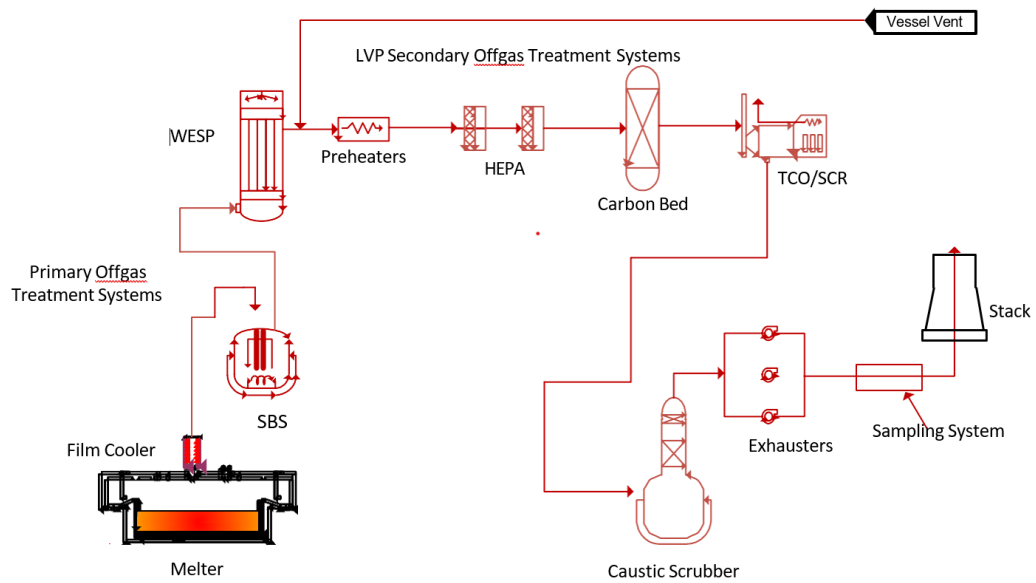 Vessel Vent
LVP Secondary Offgas Treatment Systems
WESP
Preheaters
HEPA
Carbon Bed
TCO/SCR
Primary Offgas
Treatment Systems
SBS
Stack
Film Cooler
Exhausters
Sampling System
Melter
Caustic Scrubber